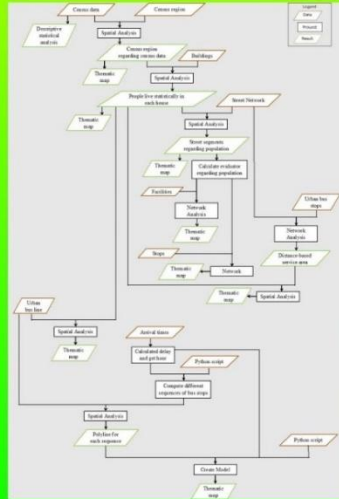 Census data
Census region
Legend
Data
Process
Result
Descriptive
statistical
analysis
Spatial Analysis
Census region
regarding census data
Buildings
Thematic
map
Spatial Analysis
People live statistically in
each house
Street Network
Thematic
map
Spatial Analysis
Street segments
regarding population
Thematic
map
Calculate evaluator
regarding population
Facilities
Urban bus
stops
Network
Analysis
Network
Analysis
Thematic
map
Stops
Distance-based
service area
Thematic
map
Network
Thematic
map
Spatial Analysis
Urban
bus line
Arrival times
Spatial Analysis
Calculated delay
and get hour
Python script
Thematic
map
Compute different
sequences of bus stops
Spatial Analysis
Polyline for
each sequence
Python script
Create Model
Thematic
map